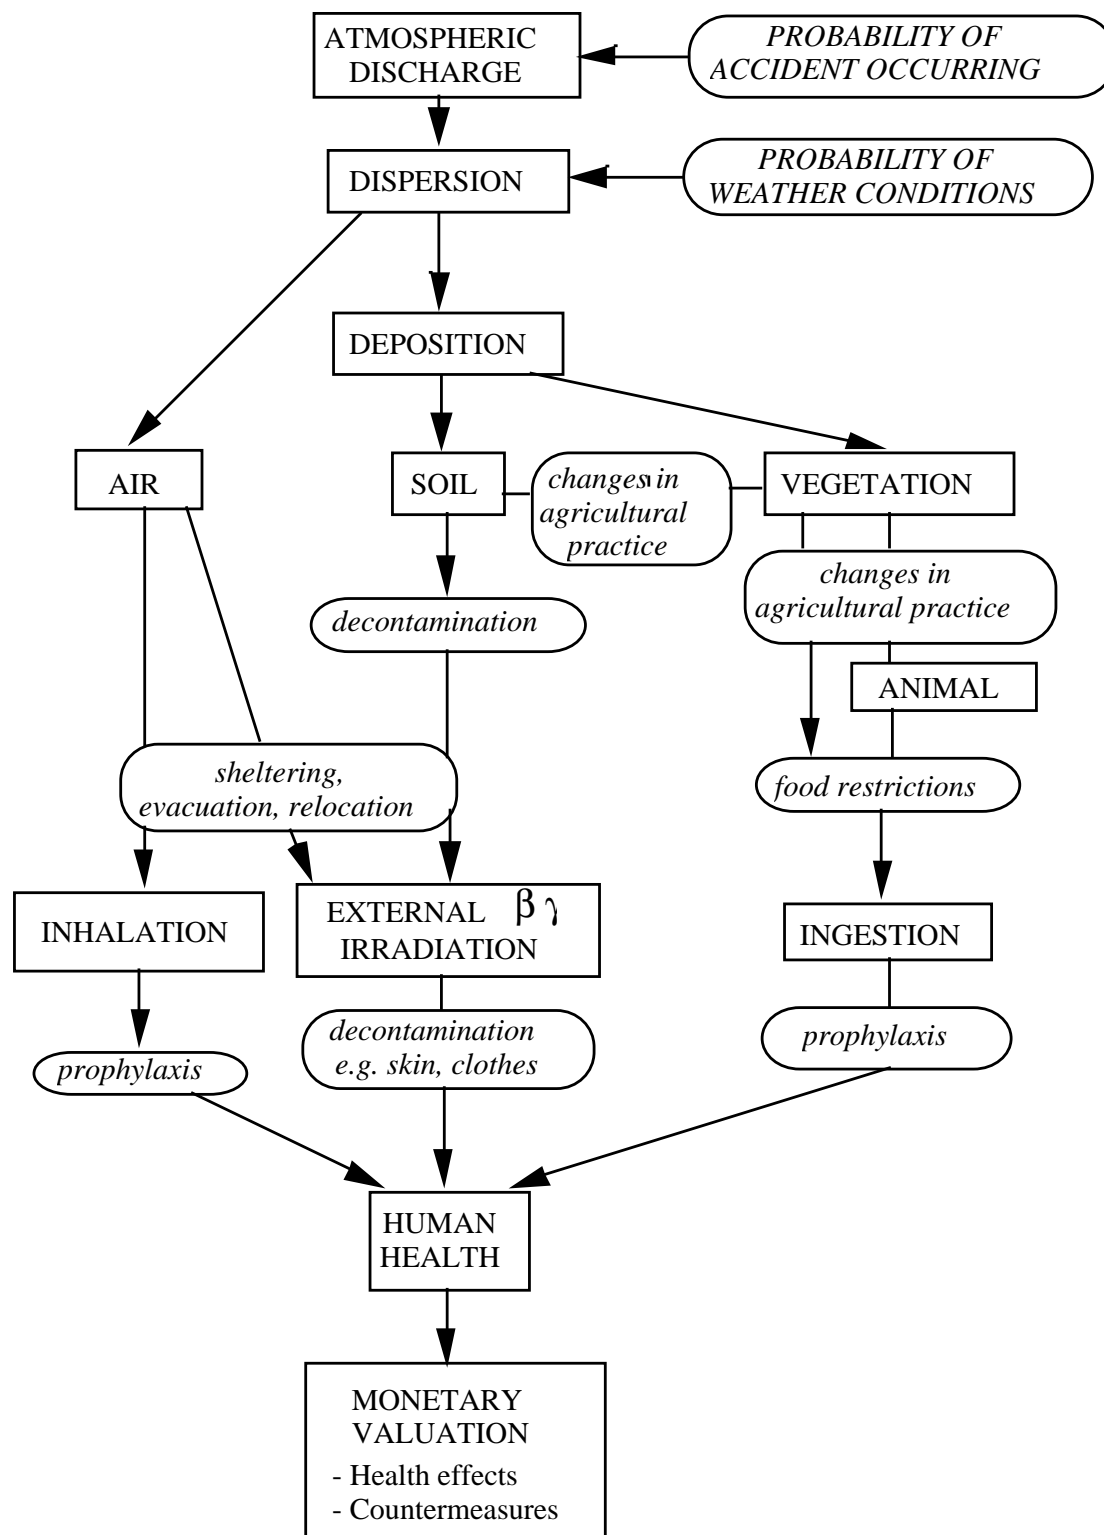 ATMOSPHERIC
DISCHARGE
PROBABILITY OF
ACCIDENT OCCURRING
DISPERSION
PROBABILITY OF
WEATHER CONDITIONS
DEPOSITION
AIR
SOIL
changes in
agricultural
practice
VEGETATION
changes in
agricultural practice
decontamination
ANIMAL
sheltering,
evacuation, relocation
food restrictions
INHALATION
EXTERNAL β γ
IRRADIATION
INGESTION
prophylaxis
decontamination
e.g. skin, clothes
prophylaxis
HUMAN
HEALTH
MONETARY
VALUATION
- Health effects
- Countermeasures